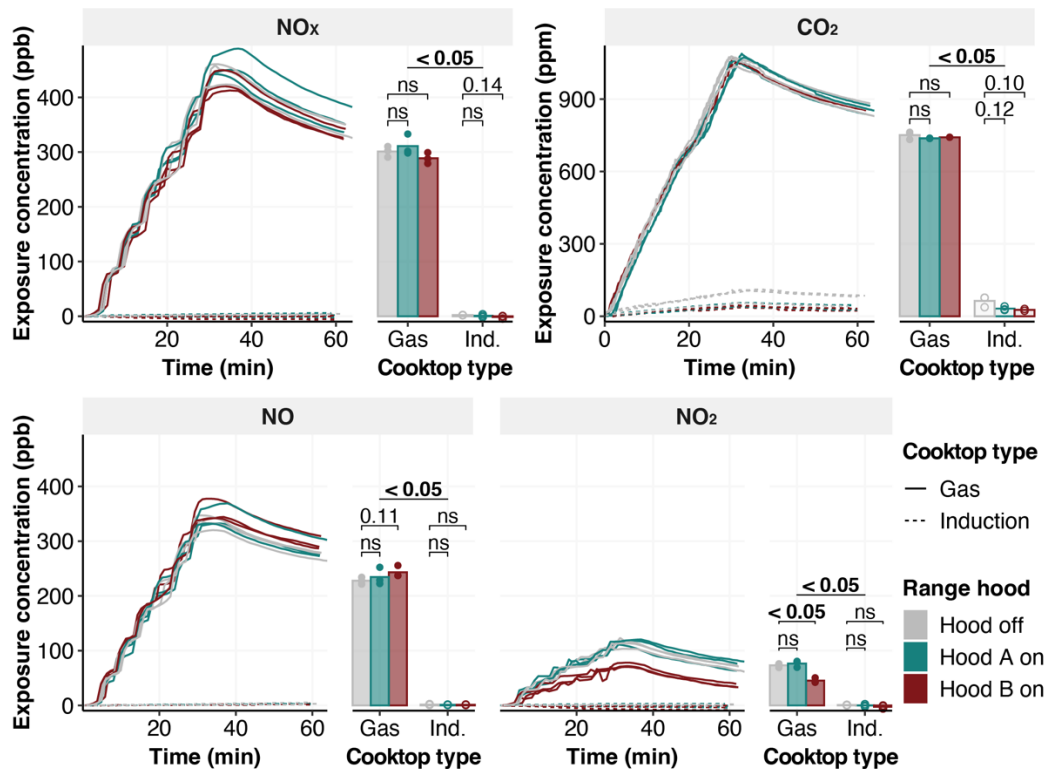 NOx
CO2
Exposure concentration (ppb)
400
300
200
100
0
20
40
60
Time (min)
< 0.05
ns
0.14
ns
ns
Gas
Ind.
Cooktop type
Exposure concentration (ppm)
900
600
300
0
0
20
40
60
Time (min)
< 0.05
ns
0.10
ns
0.12
Gas
Ind.
Cooktop type
NO
NO2
Exposure concentration (ppb)
400
300
200
100
0
20
40
60
Time (min)
< 0.05
0.11
ns
ns
ns
Gas
Ind.
Cooktop type
20
40
60
Time (min)
< 0.05
< 0.05
ns
ns
ns
Gas
Ind.
Cooktop type
Cooktop type
Gas
Induction
Range hood
Hood off
Hood A on
Hood B on